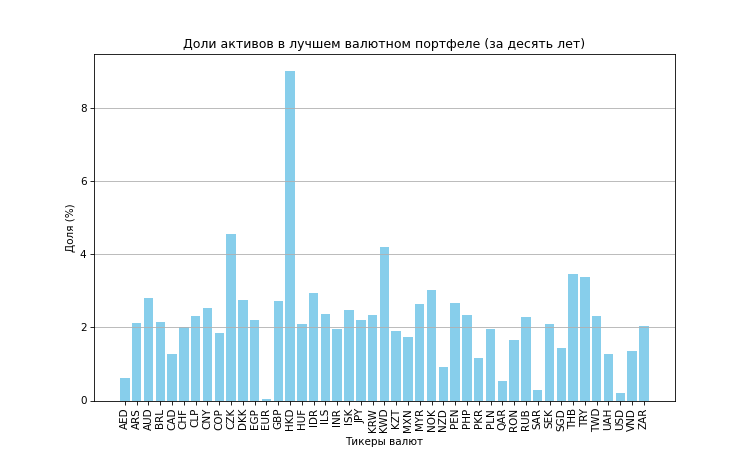 Доли активов в лучшем валютном портфеле (за десять лет)
Доля (%)
8
6
4
2
0
AED ARS AUD BRL CAD CHF CLP CNY COP CZK DKK EGP EUR GBP HKD HUF IDR ILS INR ISK JPY KRW KWD KZT MXN MYR NOK NZD PEN PHP PKR PLN QAR RON RUB SAR SEK SGD THB TRY TWD UAH USD VND ZAR
Тикеры валют